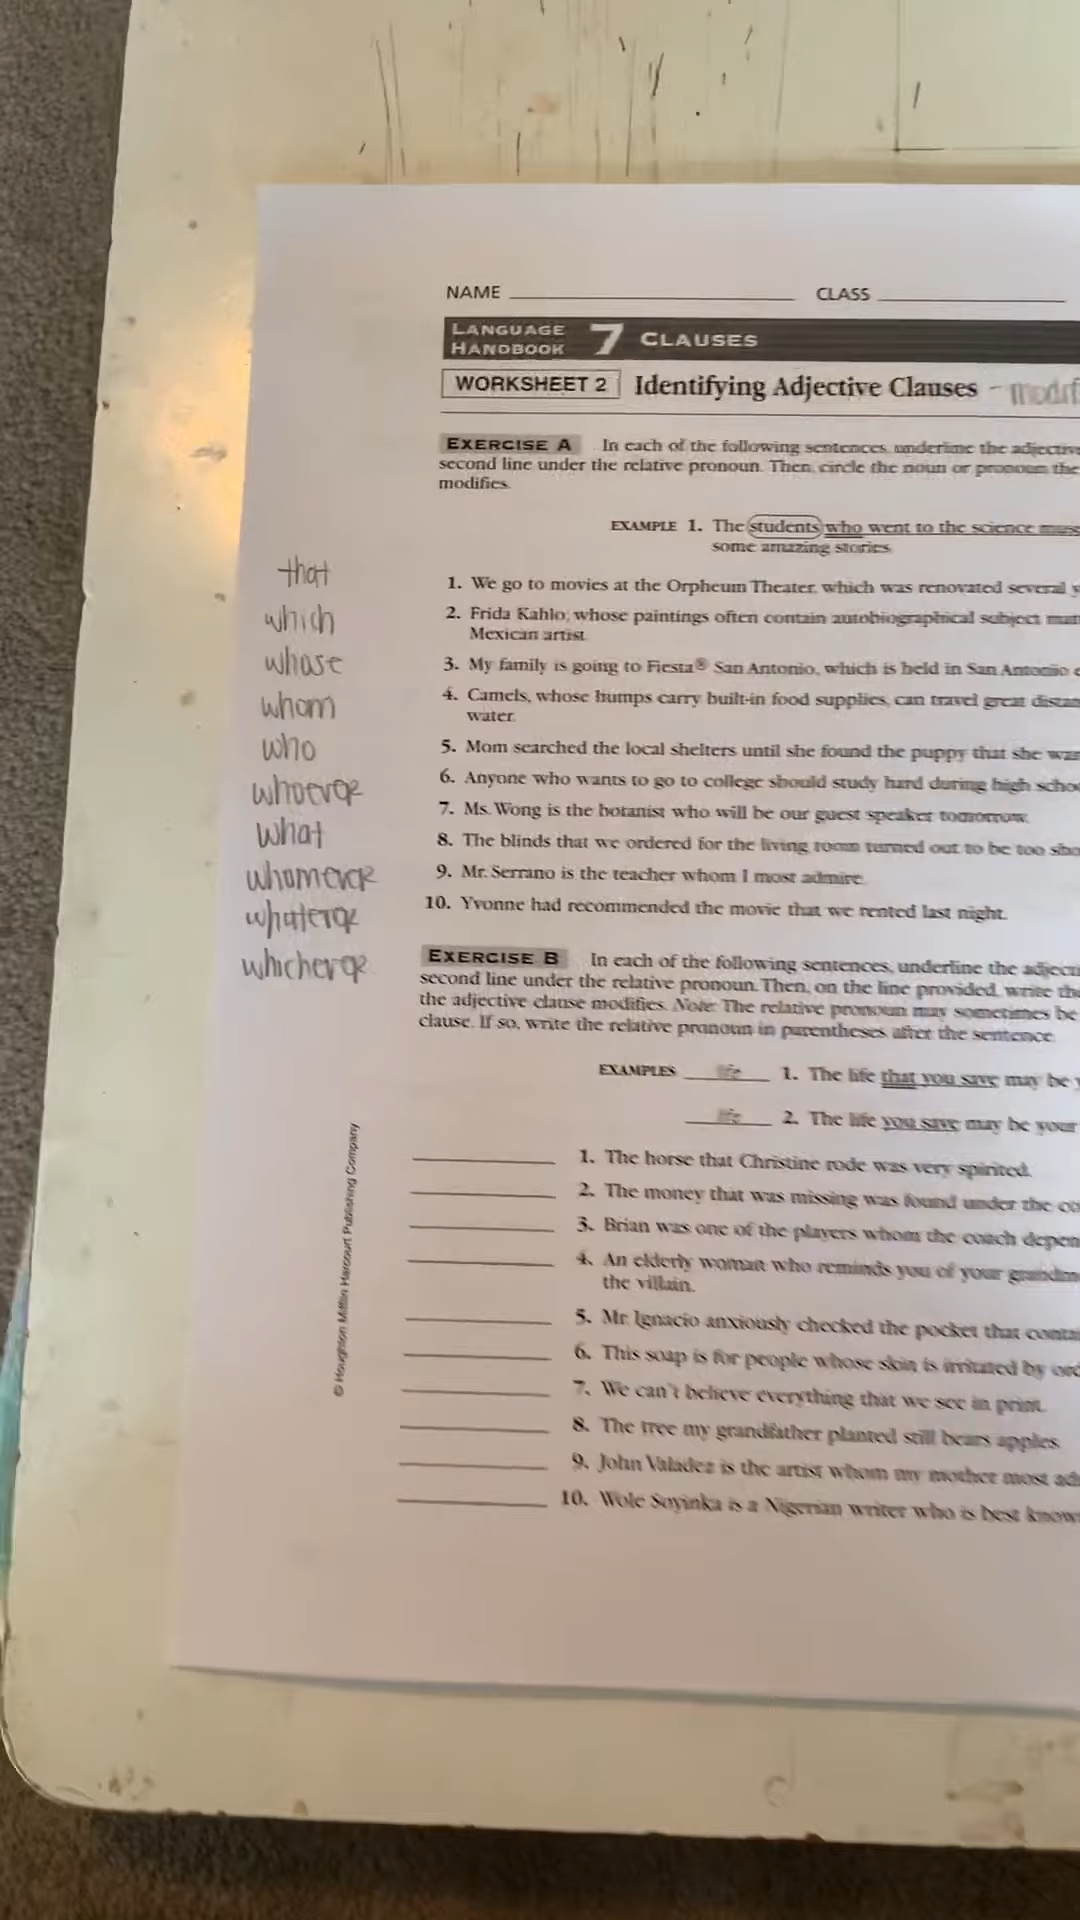 NAME CLASS
LANGUAGE HANDBOOK 7 CLAUSES
WORKSHEET 2 Identifying Adjective Clauses -
EXERCISE A In each of the following sentences, underline the adjective
second line under the relative pronoun. Then, circle the noun or pronoun the
modifies.
EXAMPLE 1. The students who went to the science
some amazing stories.
that
which
whose
whom
who
whoever
what
whomever
whatever
whichever
1. We go to movies at the Orpheum Theater, which was renovated several
2. Frida Kahlo, whose paintings often contain autobiographical subject
Mexican artist.
3. My family is going to Fiesta® San Antonio, which is held in San Antonio
4. Camels, whose humps carry built-in food supplies, can travel great
water.
5. Mom searched the local shelters until she found the puppy that she
6. Anyone who wants to go to college should study hard during high
7. Ms. Wong is the botanist who will be our guest speaker tomorrow.
8. The blinds that we ordered for the living room turned out to be too
9. Mr. Serrano is the teacher whom I most admire.
10. Yvonne had recommended the movie that we rented last night.
EXERCISE B In each of the following sentences, underline the
second line under the relative pronoun. Then, on the line provided, write the
the adjective clause modifies. Note: The relative pronoun may sometimes be
clause. If so, write the relative pronoun in parentheses after the sentence.
EXAMPLES life 1. The life that you save may be
life 2. The life you save may be your
1. The horse that Christine rode was very spirited.
2. The money that was missing was found under the
3. Brian was one of the players whom the coach
4. An elderly woman who reminds you of your
the villain.
5. Mr. Ignacio anxiously checked the pocket that
6. This soap is for people whose skin is irritated by
7. We can't believe everything that we see in print.
8. The tree my grandfather planted still bears apples.
9. John Valadez is the artist whom my mother most
10. Wole Soyinka is a Nigerian writer who is best
© Houghton Mifflin Harcourt Publishing Company